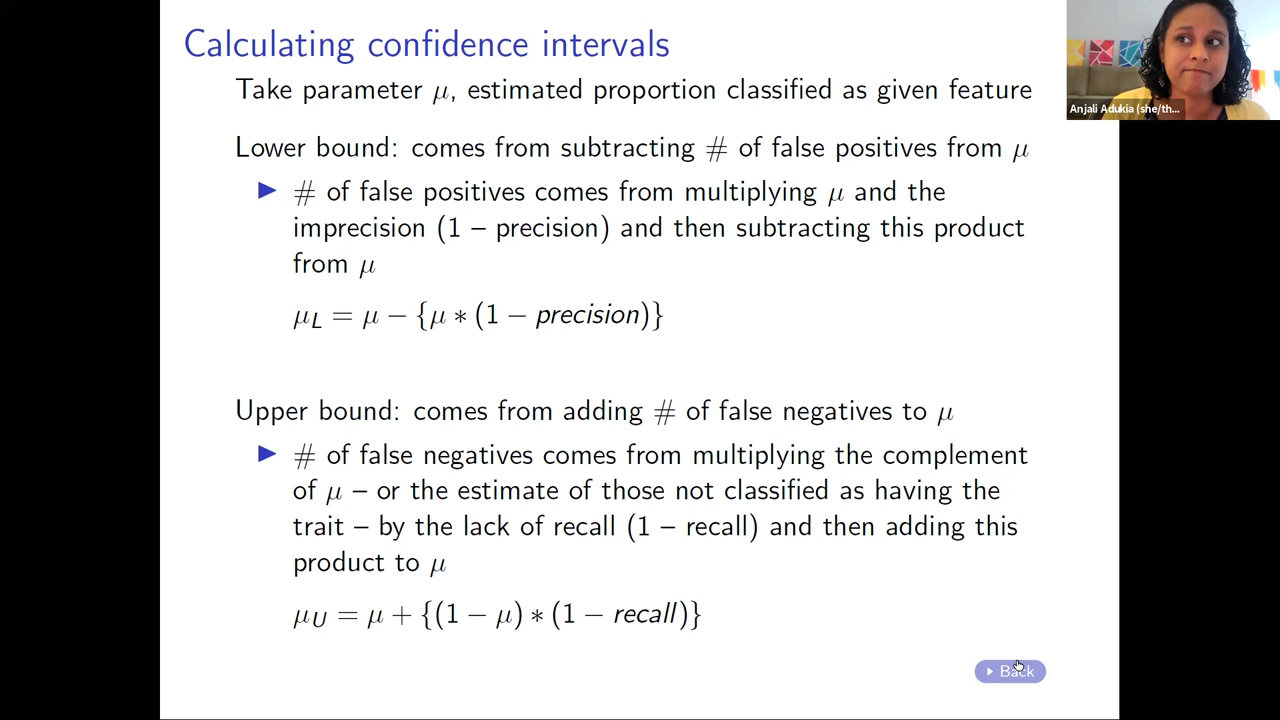 Calculating confidence intervals
Take parameter μ, estimated proportion classified as given feature
Lower bound: comes from subtracting # of false positives from μ
# of false positives comes from multiplying μ and the
imprecision (1 – precision) and then subtracting this product
from μ
μL = μ − {μ ∗ (1 − precision)}
Upper bound: comes from adding # of false negatives to μ
# of false negatives comes from multiplying the complement
of μ – or the estimate of those not classified as having the
trait – by the lack of recall (1 – recall) and then adding this
product to μ
μU = μ + {(1 − μ) ∗ (1 − recall)}
Back
Anjali Adukia (she/th...